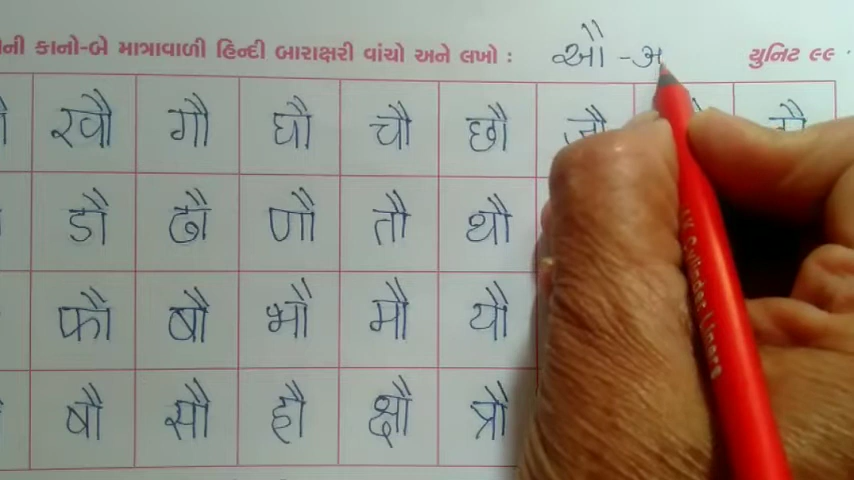 કાનો-બે માત્રાવાળી હિન્દી બારાક્ષરી વાંચો અને લખો : ઔ - अ યુનિટ ૯૯
खौ गौ घौ चौ छौ जौ
डौ ढौ णौ तौ थौ
फौ बौ भौ मौ यौ
षौ सौ हौ क्षौ त्रौ